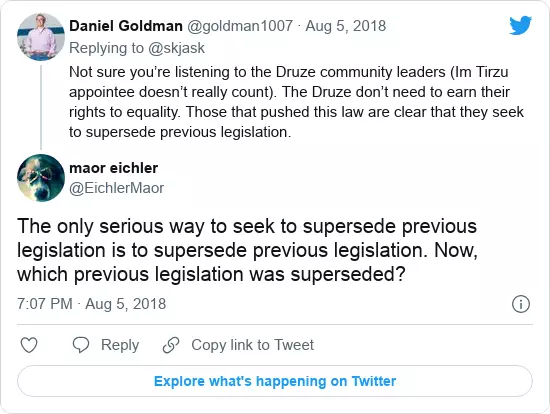 Daniel Goldman @goldman1007 · Aug 5, 2018
Replying to @skjask
Not sure you’re listening to the Druze community leaders (Im Tirzu
appointee doesn’t really count). The Druze don’t need to earn their
rights to equality. Those that pushed this law are clear that they seek
to supersede previous legislation.
maor eichler
@EichlerMaor
The only serious way to seek to supersede previous
legislation is to supersede previous legislation. Now,
which previous legislation was superseded?
7:07 PM · Aug 5, 2018
Reply Copy link to Tweet
Explore what's happening on Twitter